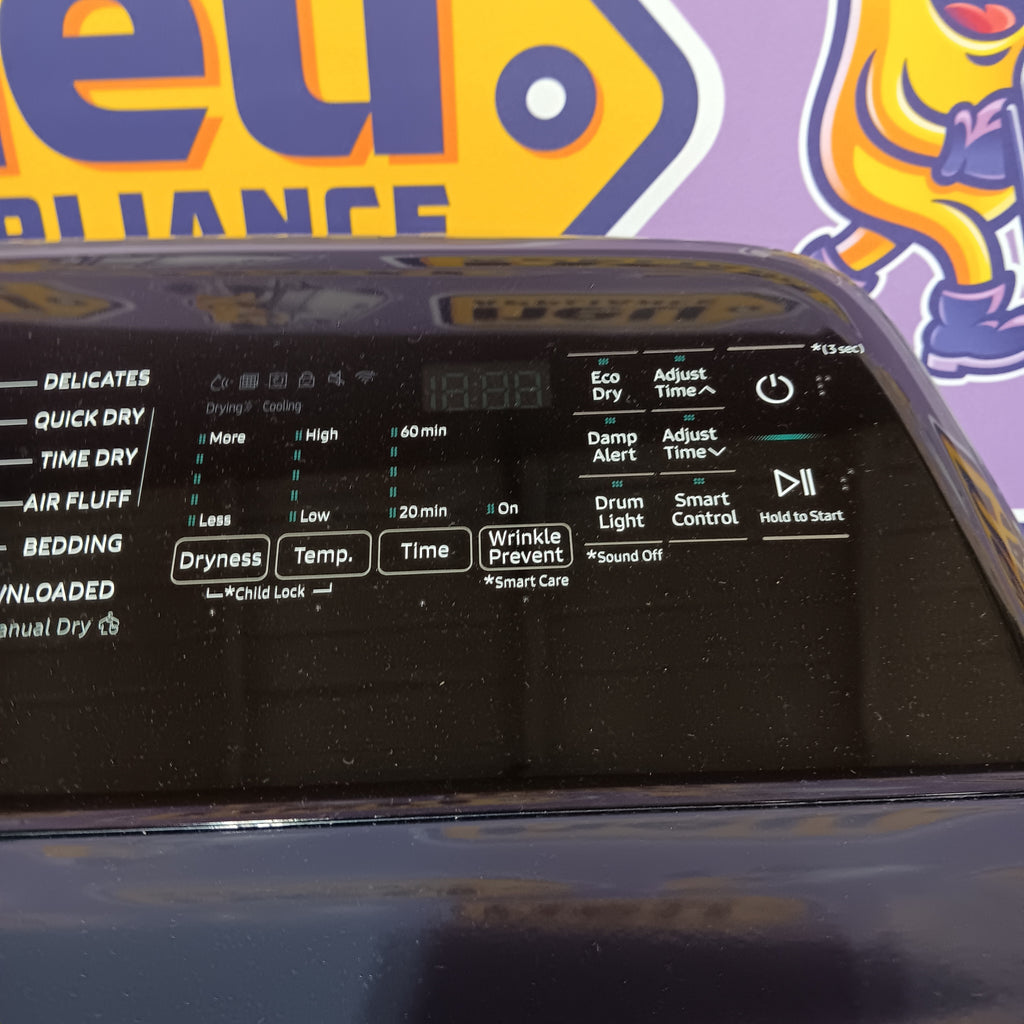 DELICATES
QUICK DRY
TIME DRY
AIR FLUFF
BEDDING
Drying
Cooling
More
Less
Dryness
High
Low
Temp.
*Child Lock
60 min
20 min
Time
On
Wrinkle
Prevent
*Smart Care
Eco
Dry
Adjust
Time
Damp
Alert
Adjust
Time
Drum
Light
Smart
Control
*Sound Off
*(3 sec)
Hold to Start
Dry